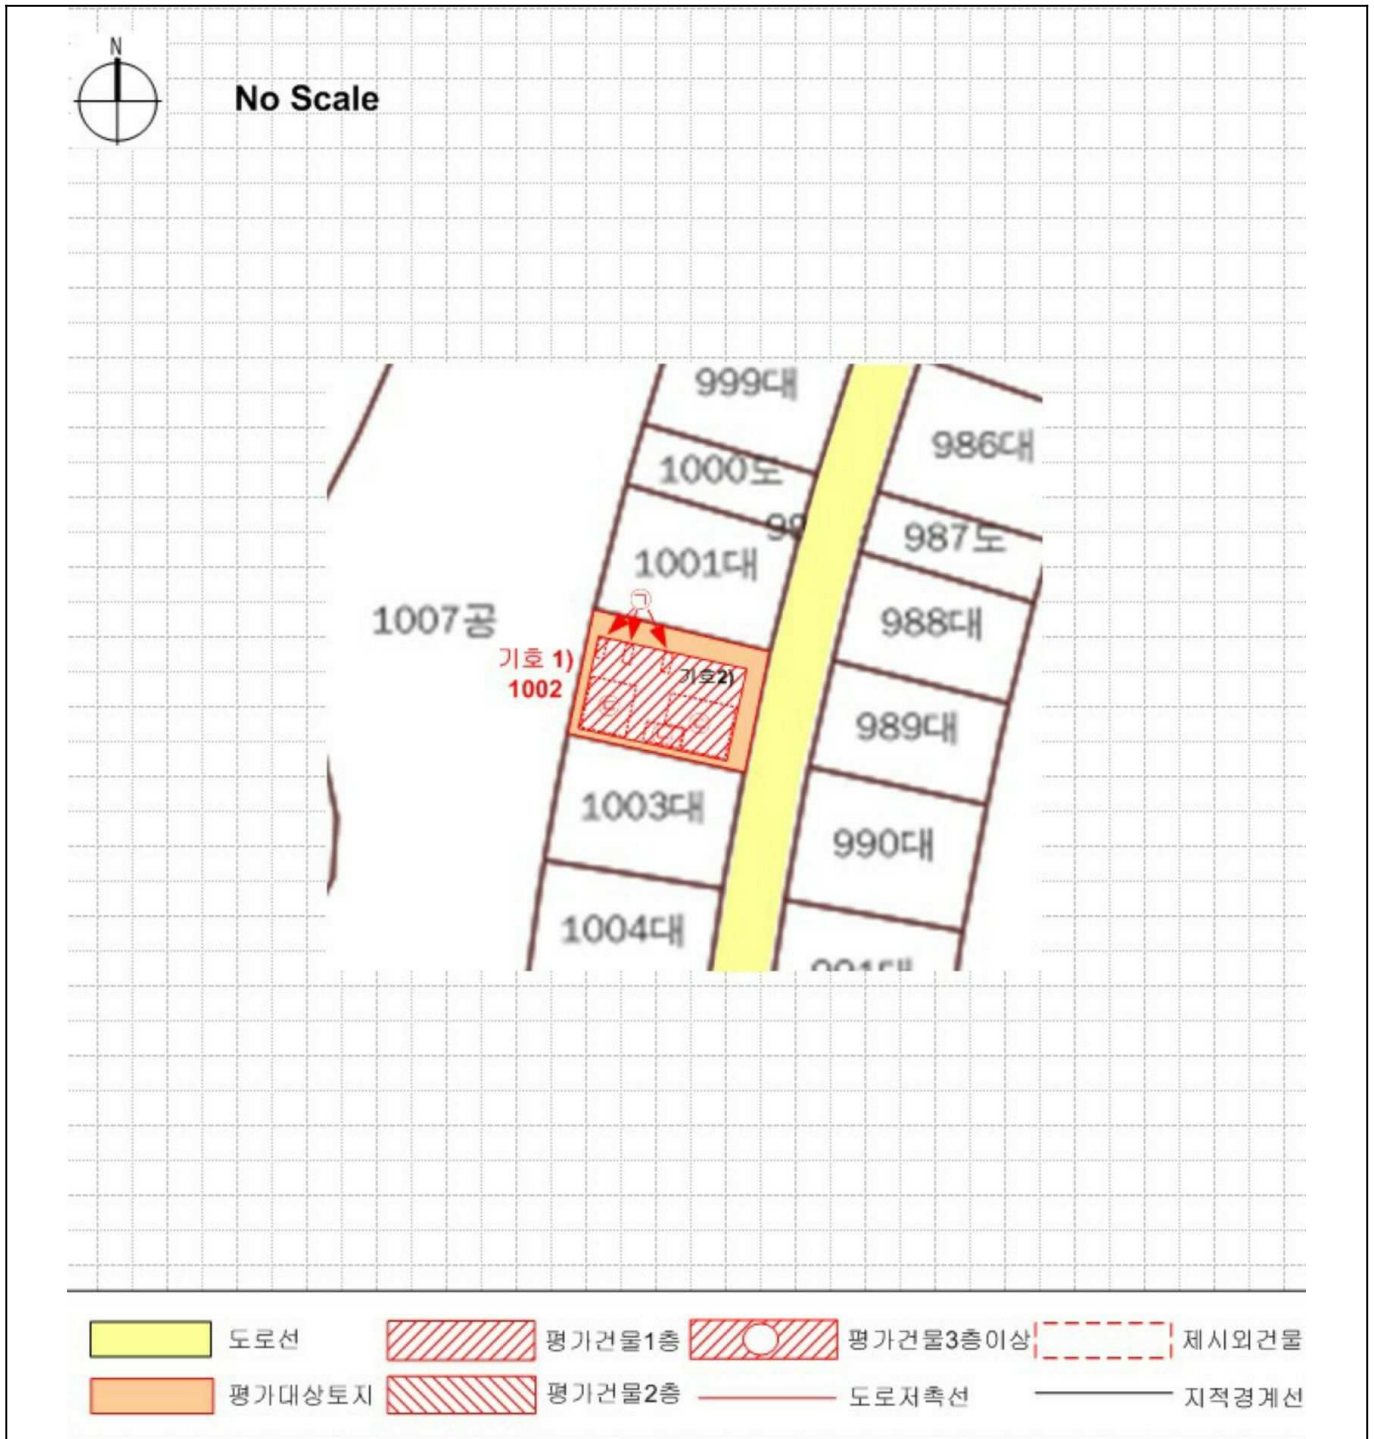 N
No Scale
999대
986대
1000도
99
987도
1001대
988대
ㄱ
1007공
기호 1)
1002
기호2)
989대
1003대
990대
1004대
991대
도로선
평가건물1층
평가건물3층이상
제시외건물
평가대상토지
평가건물2층
도로저촉선
지적경계선